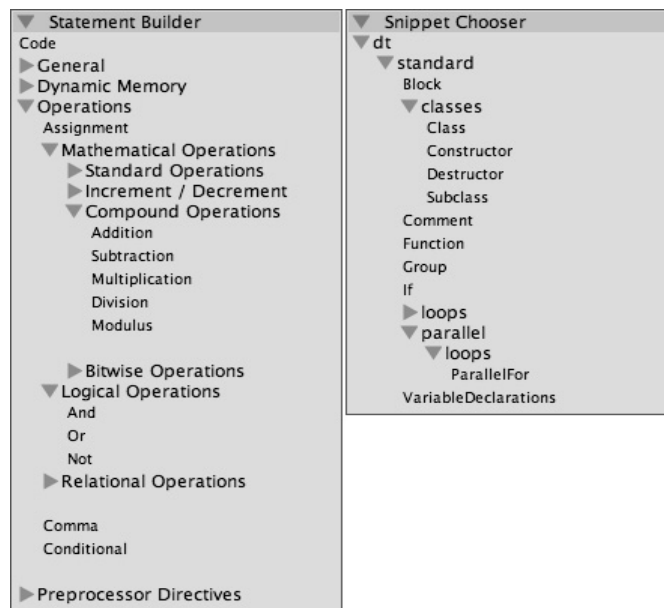 Statement Builder
Code
General
Dynamic Memory
Operations
Assignment
Mathematical Operations
Standard Operations
Increment / Decrement
Compound Operations
Addition
Subtraction
Multiplication
Division
Modulus
Bitwise Operations
Logical Operations
And
Or
Not
Relational Operations
Comma
Conditional
Preprocessor Directives
Snippet Chooser
dt
standard
Block
classes
Class
Constructor
Destructor
Subclass
Comment
Function
Group
If
loops
parallel
loops
ParallelFor
VariableDeclarations